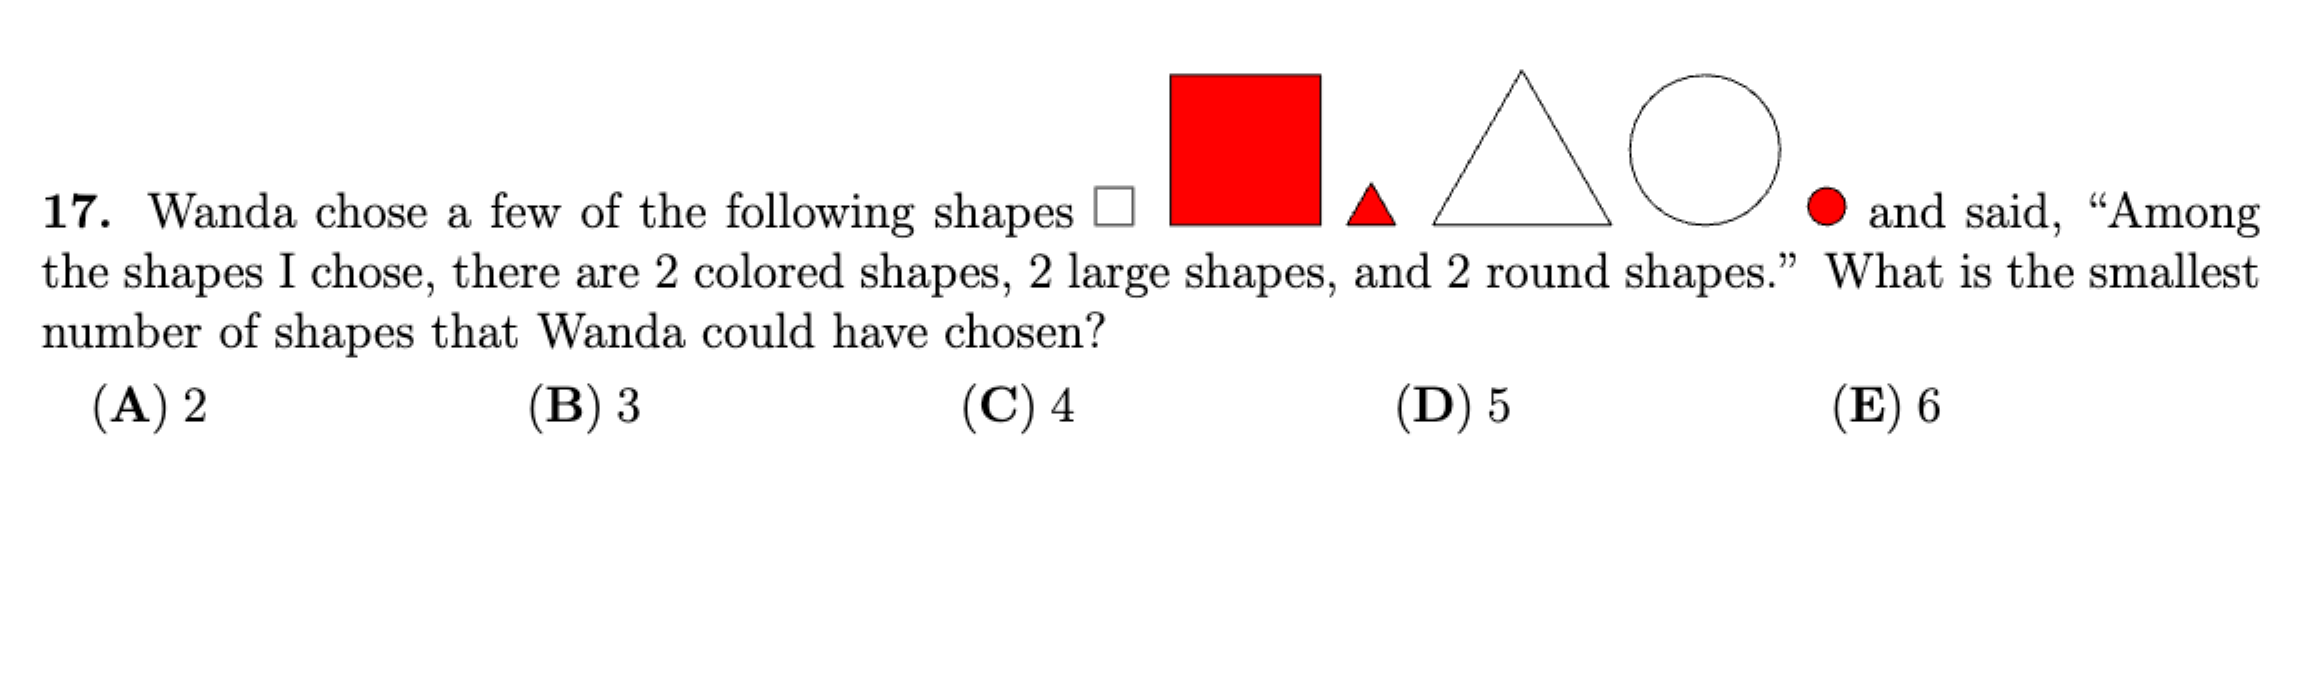 17. Wanda chose a few of the following shapes and said, “Among
the shapes I chose, there are 2 colored shapes, 2 large shapes, and 2 round shapes.” What is the smallest
number of shapes that Wanda could have chosen?
(A) 2 (B) 3 (C) 4 (D) 5 (E) 6